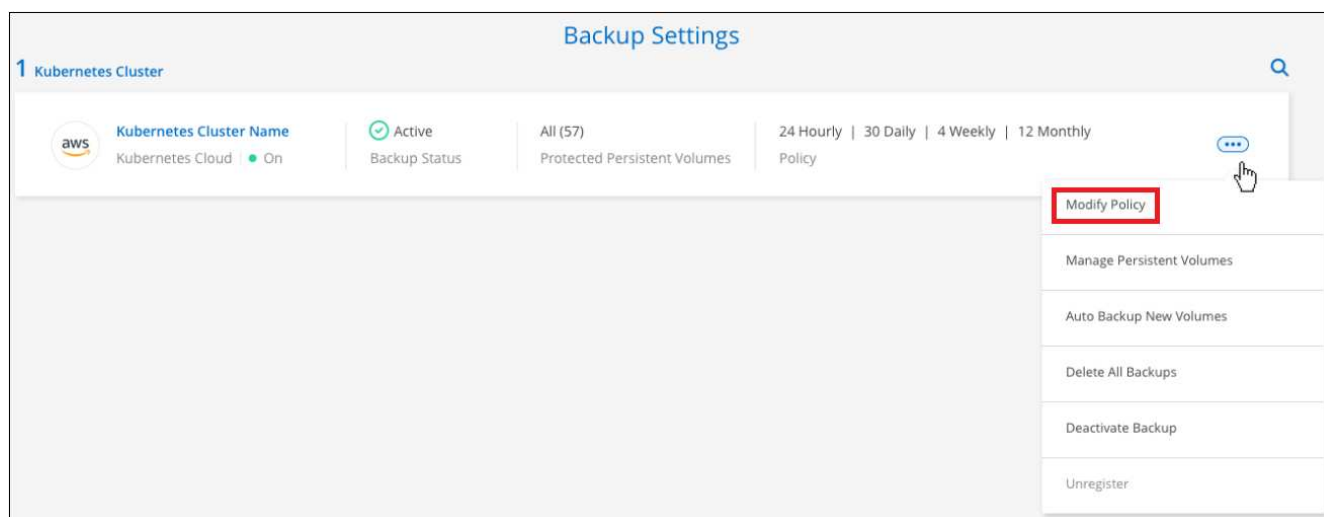 Backup Settings
1 Kubernetes Cluster
aws
Kubernetes Cluster Name
Kubernetes Cloud | On
Active
Backup Status
All (57)
Protected Persistent Volumes
24 Hourly | 30 Daily | 4 Weekly | 12 Monthly
Policy
Modify Policy
Manage Persistent Volumes
Auto Backup New Volumes
Delete All Backups
Deactivate Backup
Unregister